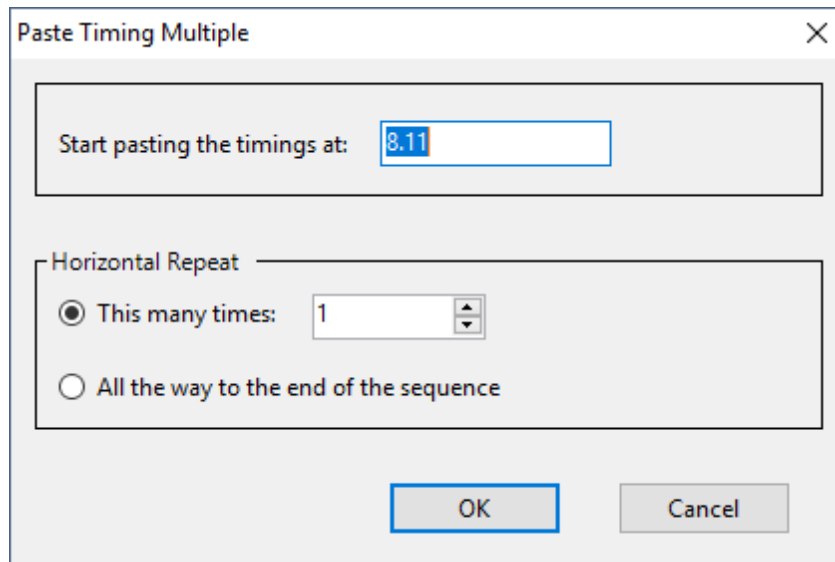 Paste Timing Multiple
Start pasting the timings at: 8.11
Horizontal Repeat
This many times: 1
All the way to the end of the sequence
OK Cancel